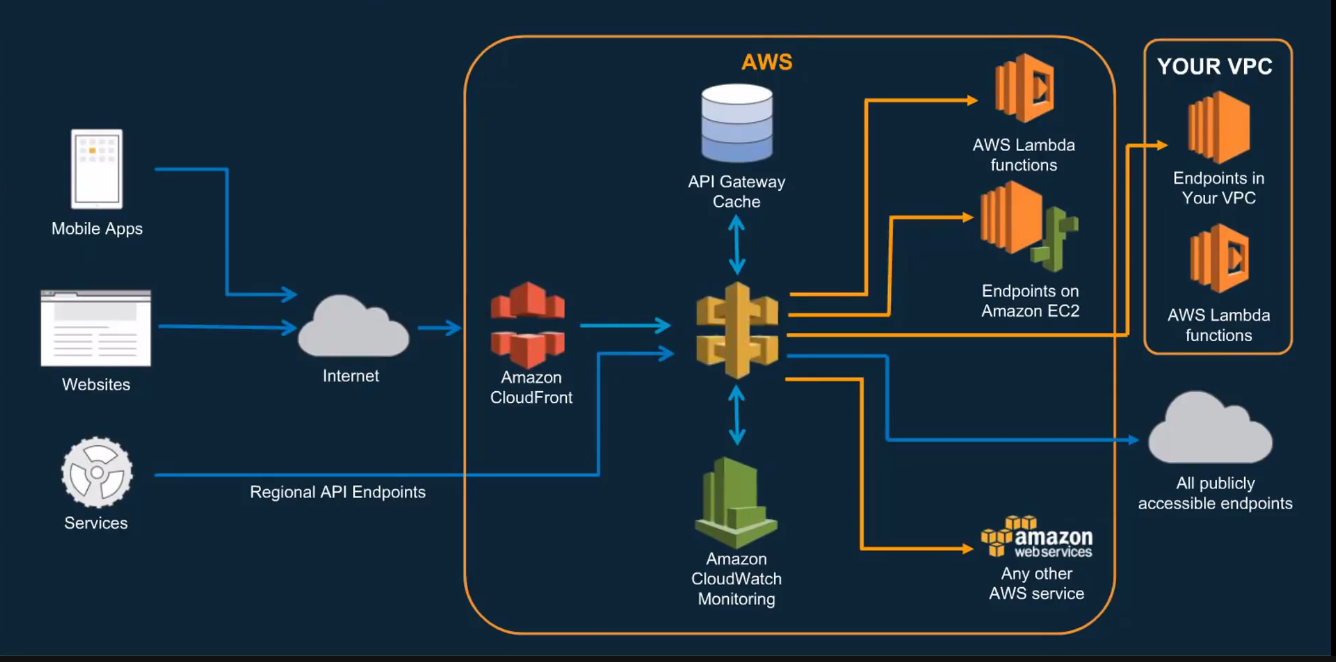 AWS
YOUR VPC
Mobile Apps
Websites
Services
Internet
Regional API Endpoints
Amazon
CloudFront
API Gateway
Cache
Amazon
CloudWatch
Monitoring
AWS Lambda
functions
Endpoints on
Amazon EC2
amazon
webservices
Any other
AWS service
Endpoints in
Your VPC
AWS Lambda
functions
All publicly
accessible endpoints